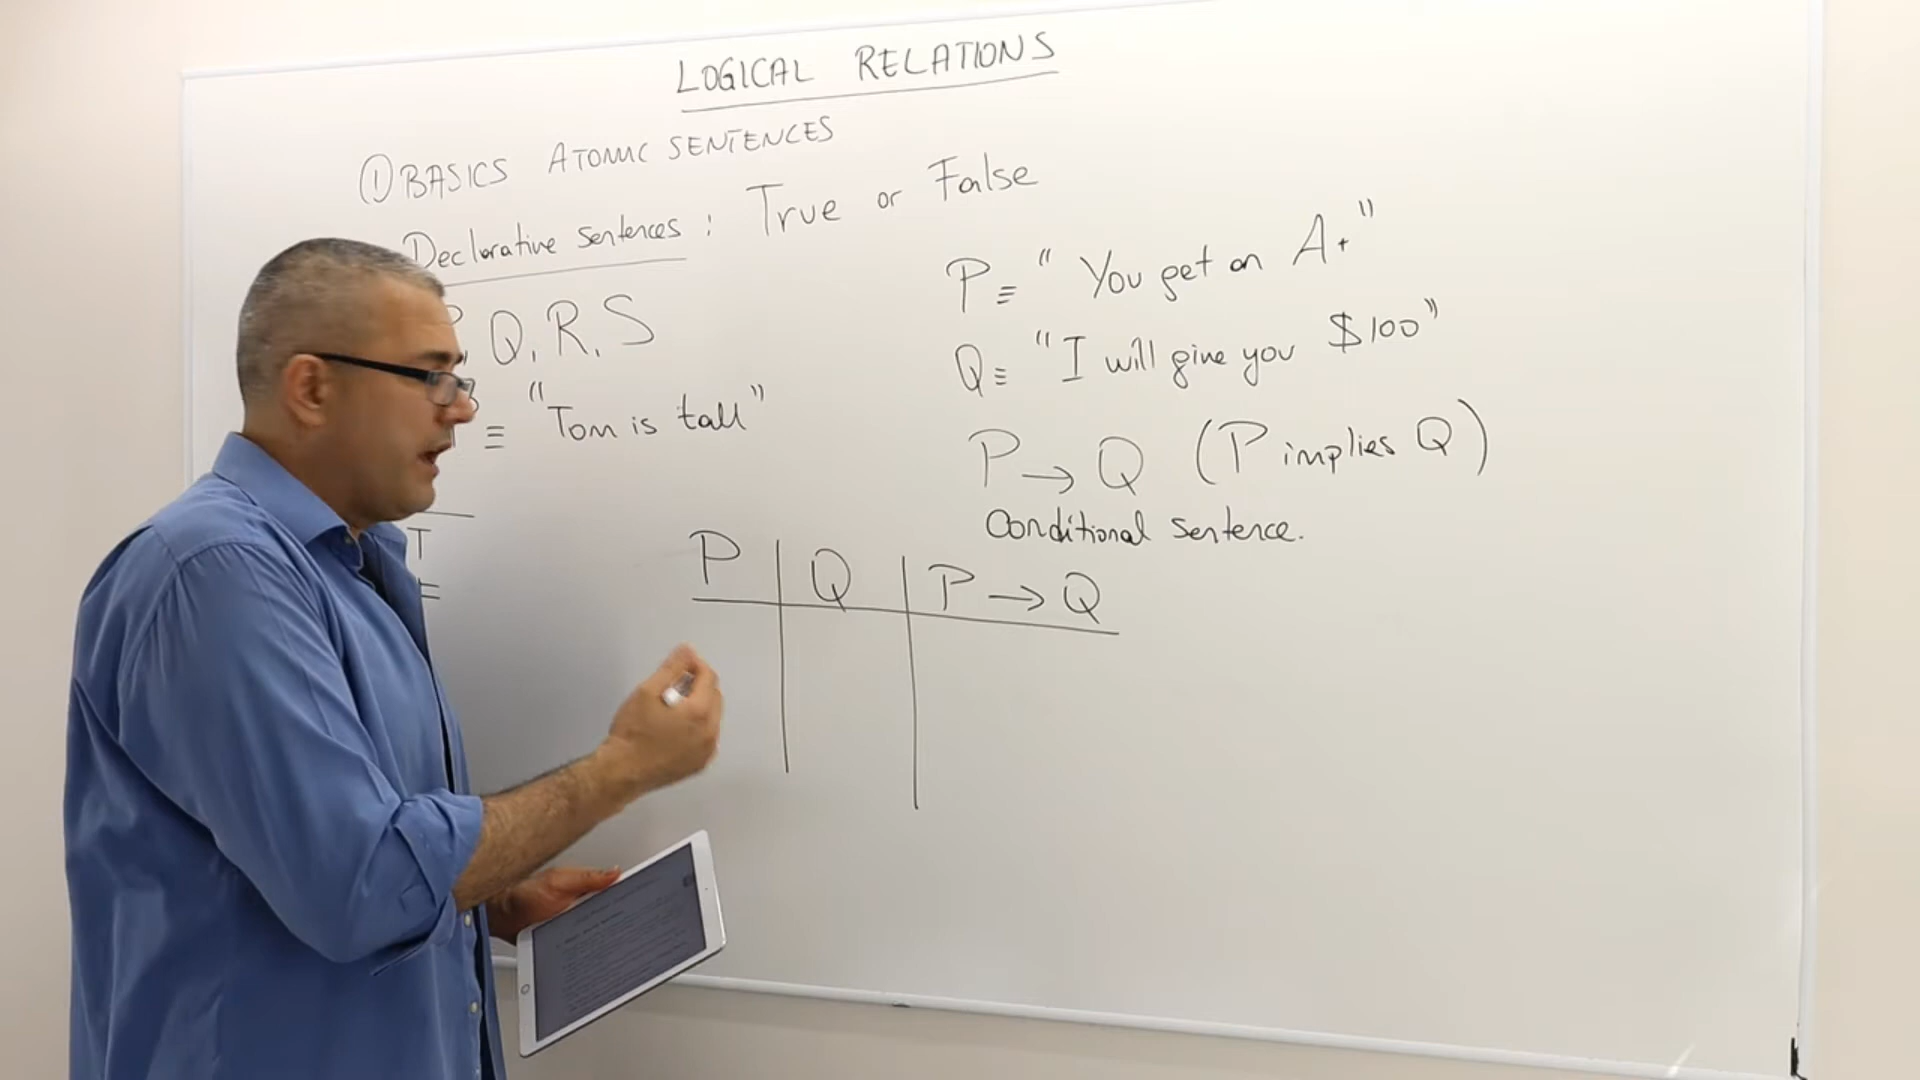 LOGICAL RELATIONS
① BASICS ATOMIC SENTENCES
Declarative sentences : True or False
P, Q, R, S
≡ "Tom is tall"
T
F
P ≡ "You get an A+"
Q ≡ "I will give you $100"
P → Q (P implies Q)
Conditional sentence.
P Q P → Q